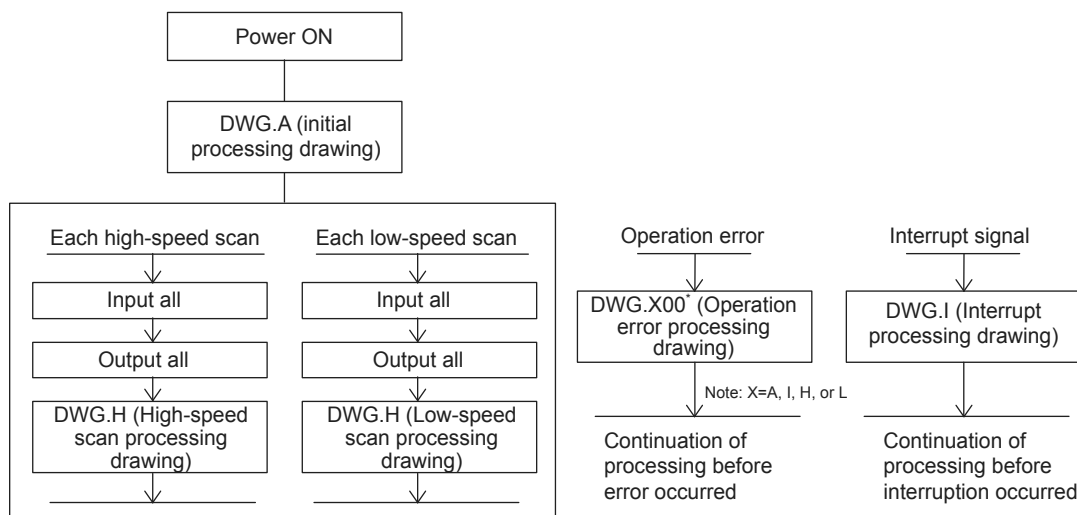 Power ON
DWG.A (initial
processing drawing)
Each high-speed scan
Input all
Output all
DWG.H (High-speed
scan processing
drawing)
Each low-speed scan
Input all
Output all
DWG.H (Low-speed
scan processing
drawing)
Operation error
DWG.X00* (Operation
error processing
drawing)
Note: X=A, I, H, or L
Continuation of
processing before
error occurred
Interrupt signal
DWG.I (Interrupt
processing drawing)
Continuation of
processing before
interruption occurred